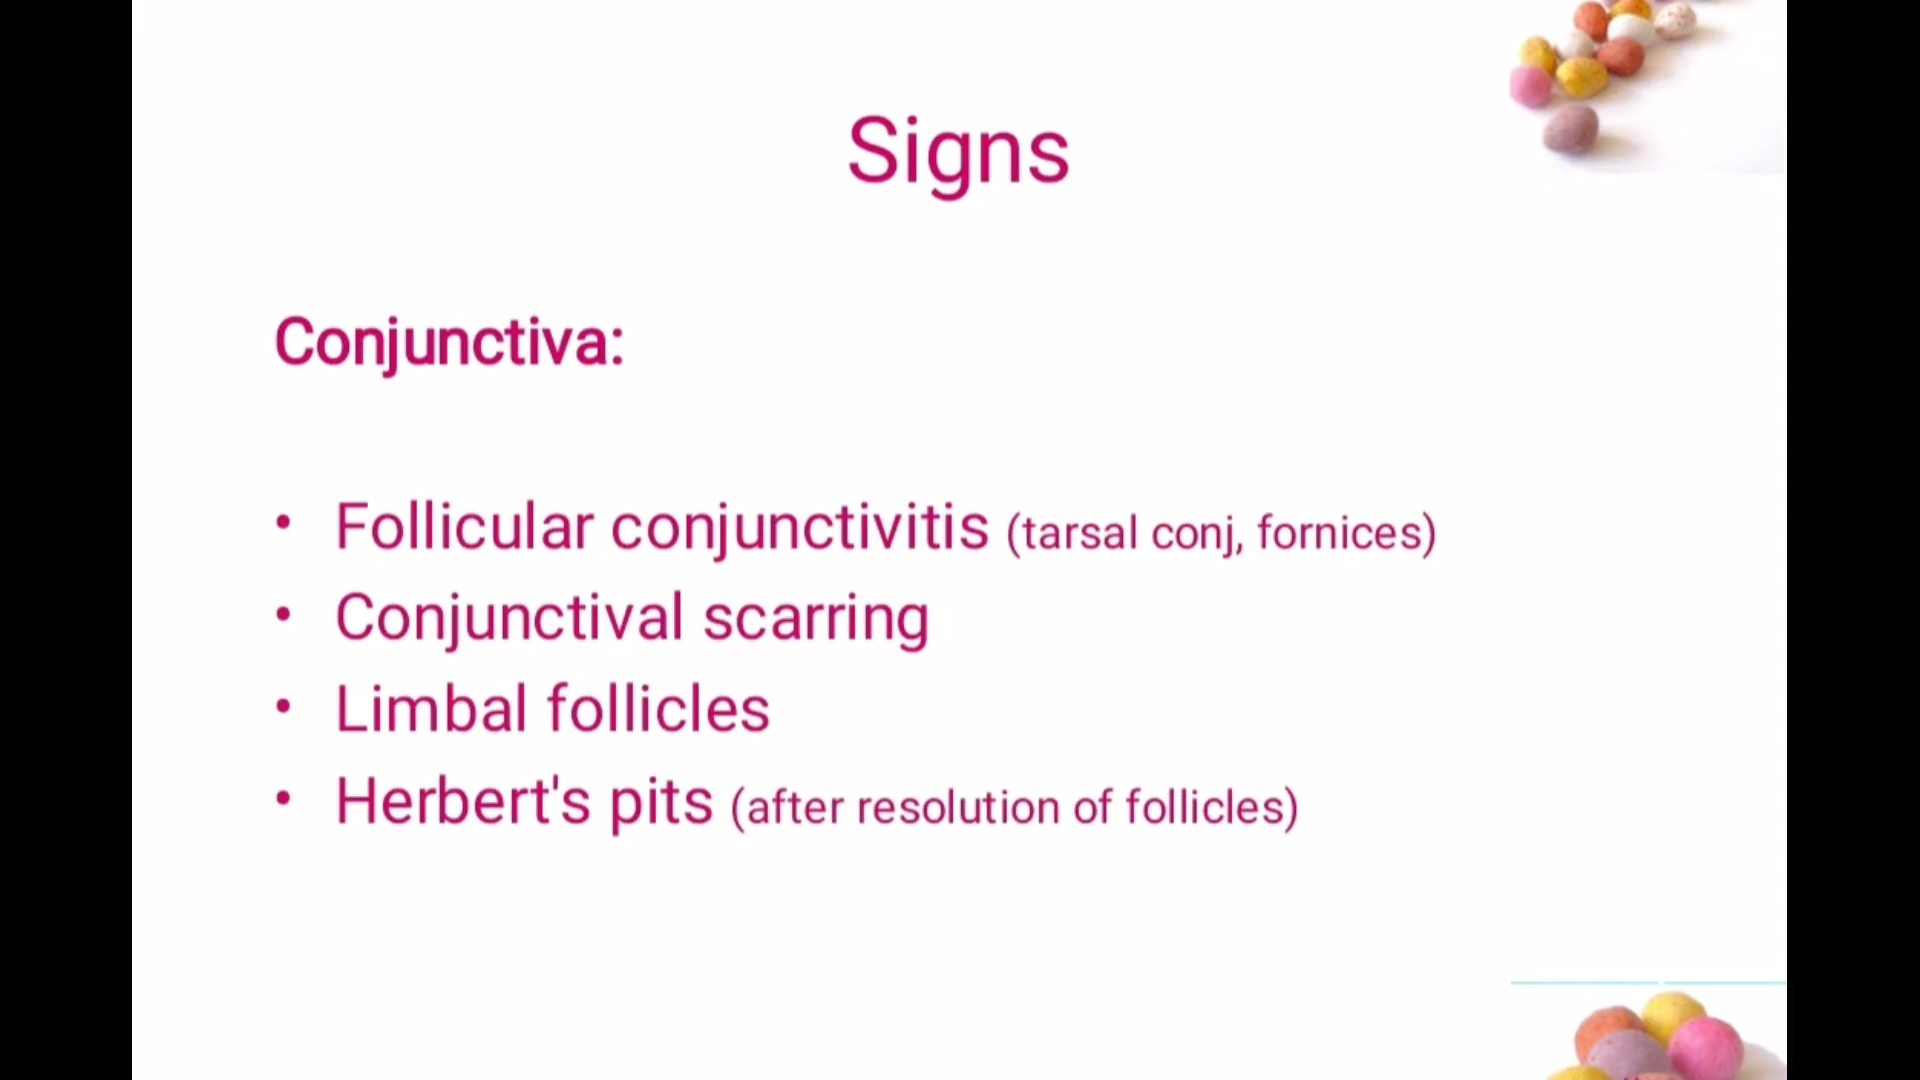 Signs
Conjunctiva:
• Follicular conjunctivitis (tarsal conj, fornices)
• Conjunctival scarring
• Limbal follicles
• Herbert's pits (after resolution of follicles)